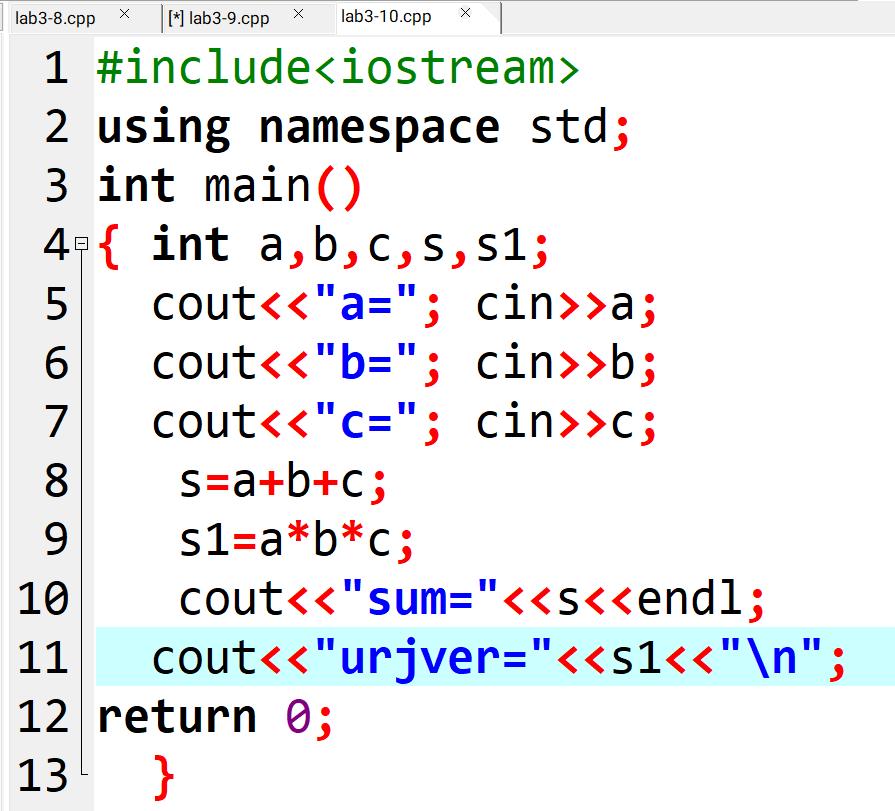 lab3-8.cpp × [*] lab3-9.cpp × lab3-10.cpp ×
1 #include<iostream>
2 using namespace std;
3 int main()
4 { int a,b,c,s,s1;
5 cout<<"a="; cin>>a;
6 cout<<"b="; cin>>b;
7 cout<<"c="; cin>>c;
8 s=a+b+c;
9 s1=a*b*c;
10 cout<<"sum="<<s<<endl;
11 cout<<"urjver="<<s1<<"\n";
12 return 0;
13 }